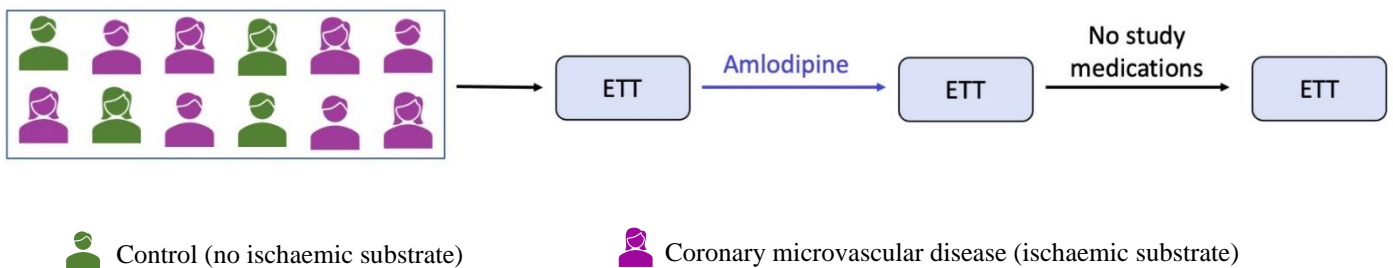 ETT
Amlodipine
ETT
No study
medications
ETT
Control (no ischaemic substrate)
Coronary microvascular disease (ischaemic substrate)